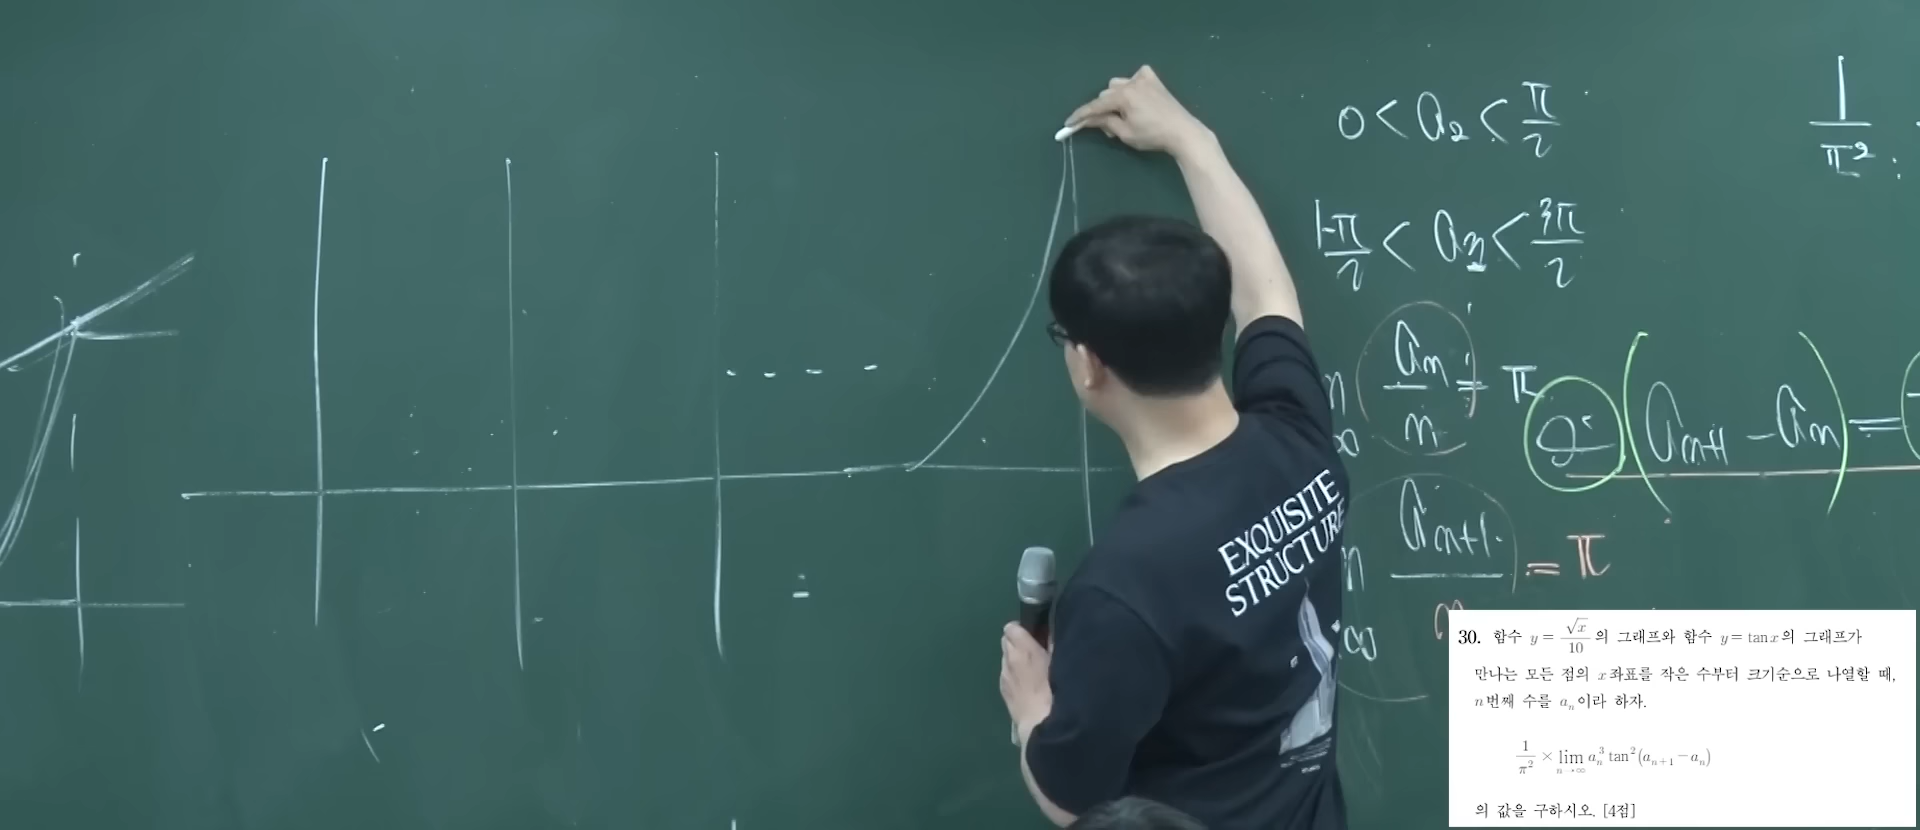 0 < a₂ < π/2
π/2 < a₃ < 3π/2
aₙ/n = π
(aₙ₊₁ - aₙ) =
aₙ₊₁
= π
1/π²
EXQUISITE
STRUCTURE
30. 함수 y = √x/10 의 그래프와 함수 y = tan x 의 그래프가
만나는 모든 점의 x좌표를 작은 수부터 크기순으로 나열할 때,
n번째 수를 aₙ이라 하자.
1/π² × lim n→∞ aₙ³ tan²(aₙ₊₁ - aₙ)
의 값을 구하시오. [4점]